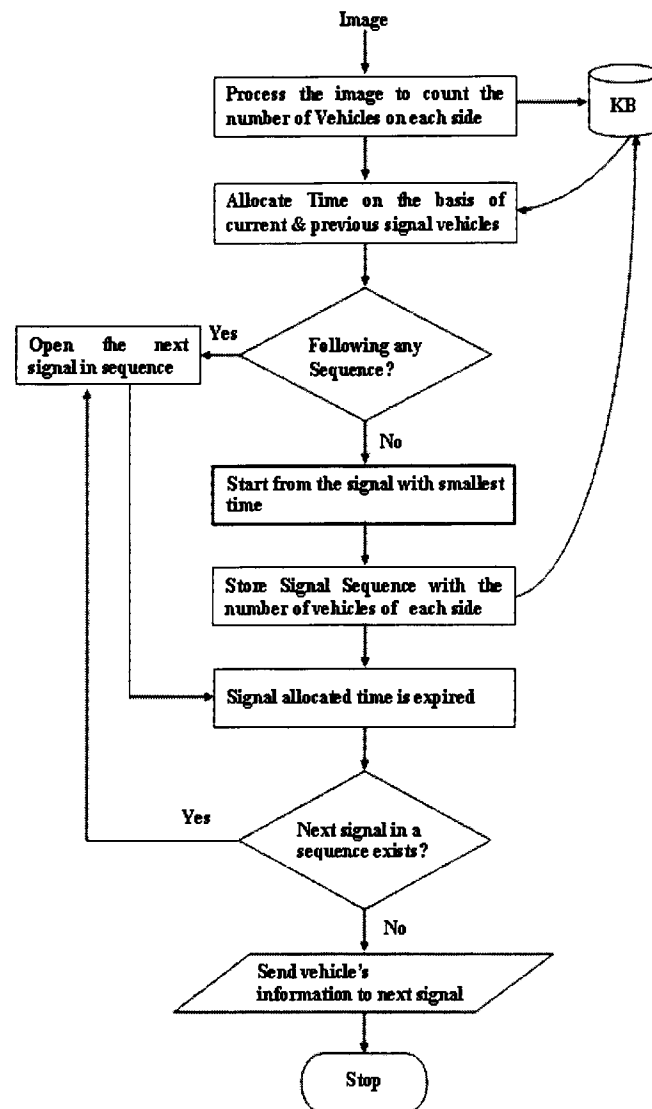 Image
Process the image to count the
number of Vehicles on each side
KB
Allocate Time on the basis of
current & previous signal vehicles
Yes
Open the next
signal in sequence
Following any
Sequence?
No
Start from the signal with smallest
time
Store Signal Sequence with the
number of vehicles of each side
Signal allocated time is expired
Yes
Next signal in a
sequence exists?
No
Send vehicle's
information to next signal
Stop